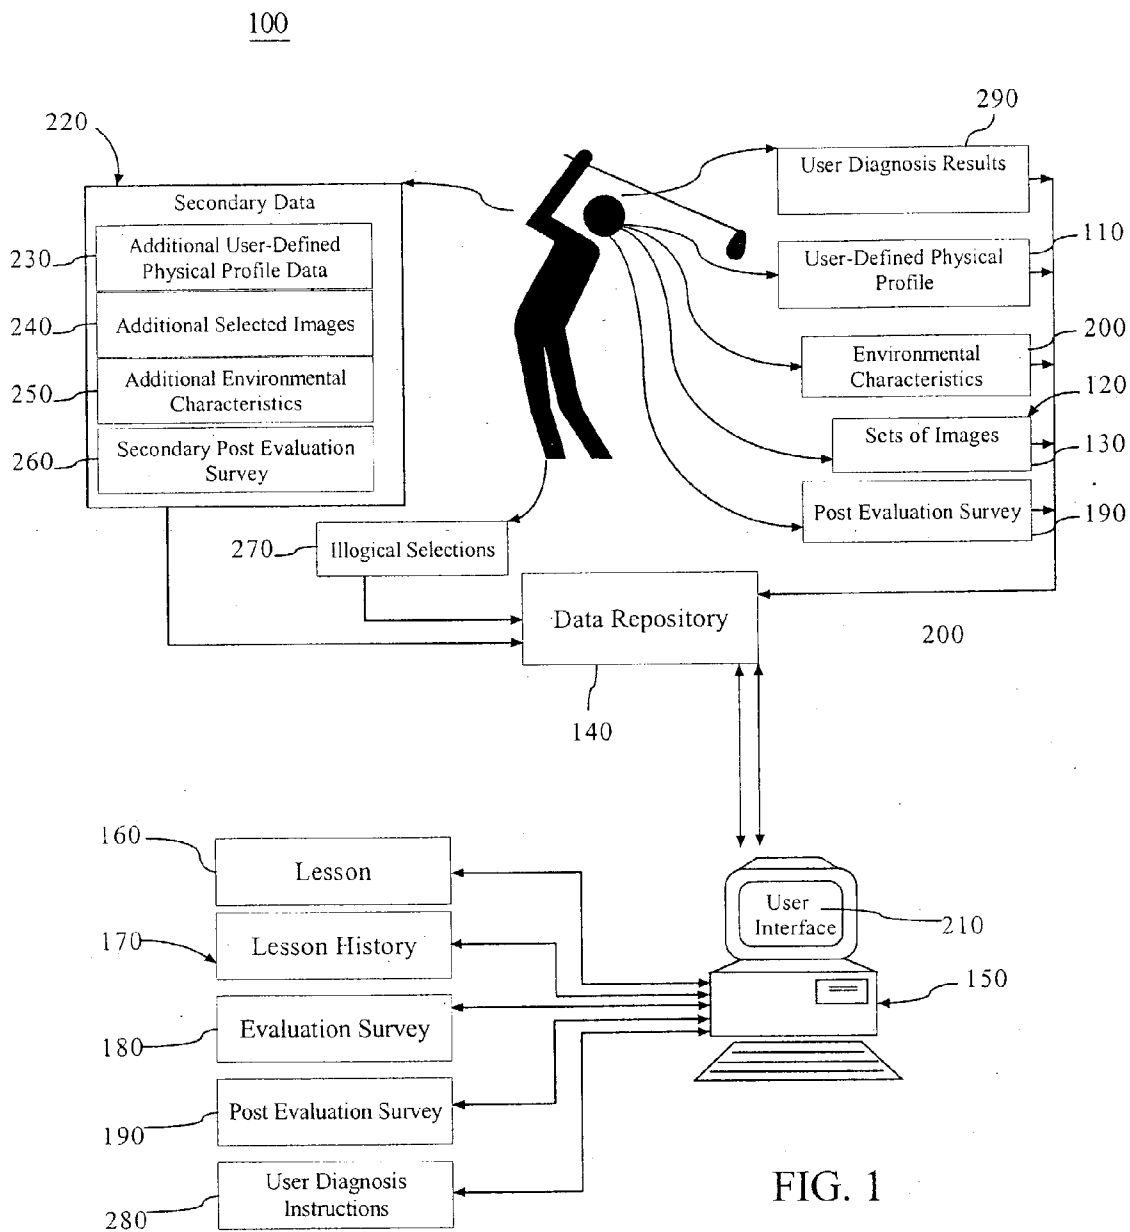 100
220
Secondary Data
230
Additional User-Defined
Physical Profile Data
240
Additional Selected Images
250
Additional Environmental
Characteristics
260
Secondary Post Evaluation
Survey
290
User Diagnosis Results
110
User-Defined Physical
Profile
200
Environmental
Characteristics
120
Sets of Images
130
Post Evaluation Survey
190
270
Illogical Selections
Data Repository
200
140
160
Lesson
170
Lesson History
180
Evaluation Survey
190
Post Evaluation Survey
280
User Diagnosis
Instructions
User
Interface
210
150
FIG. 1